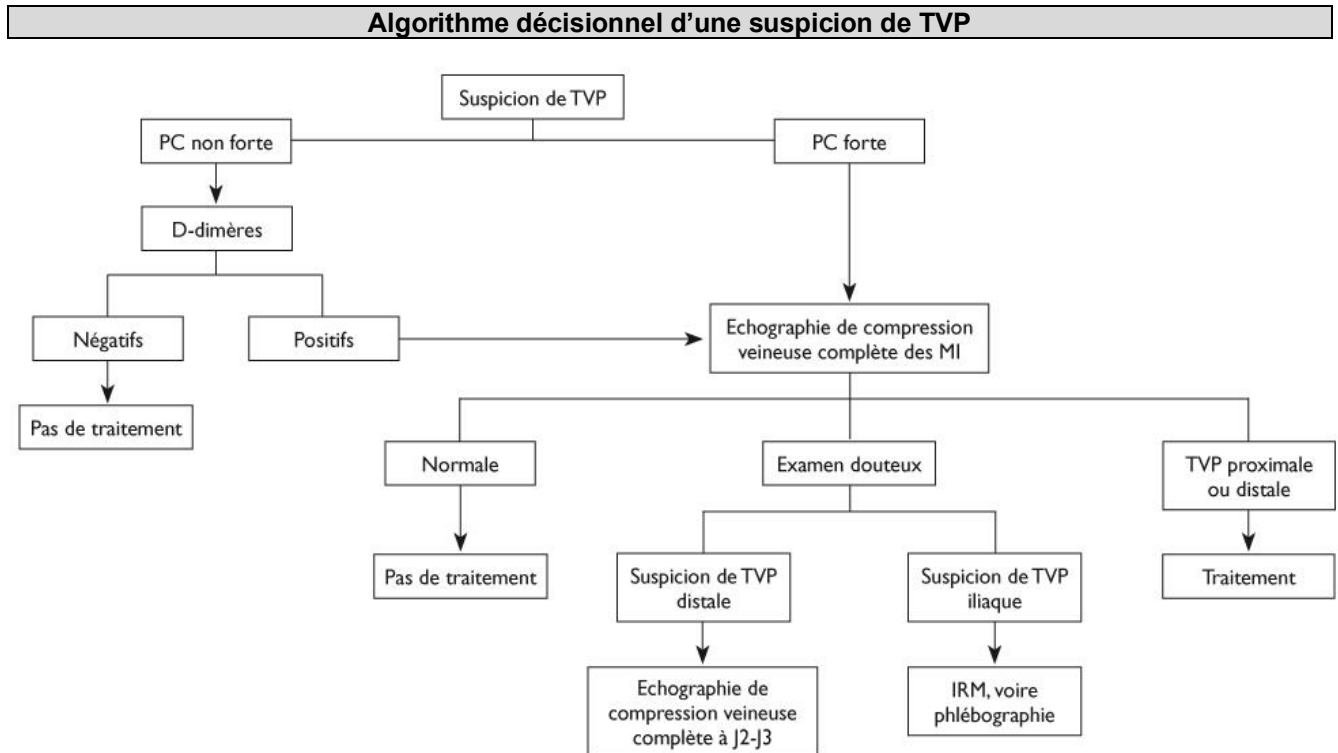 Algorithme décisionnel d'une suspicion de TVP
Suspicion de TVP
PC non forte
PC forte
D-dimères
Négatifs
Positifs
Echographie de compression
veineuse complète des MI
Pas de traitement
Normale
Examen douteux
TVP proximale
ou distale
Pas de traitement
Suspicion de TVP
distale
Suspicion de TVP
iliaque
Traitement
Echographie de
compression veineuse
complète à J2-J3
IRM, voire
phlébographie